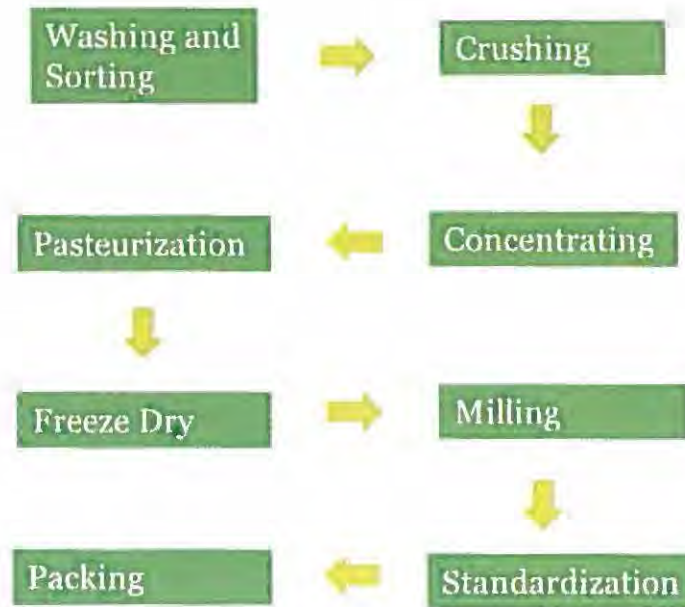 Washing and
Sorting
Crushing
Concentrating
Pasteurization
Freeze Dry
Milling
Standardization
Packing